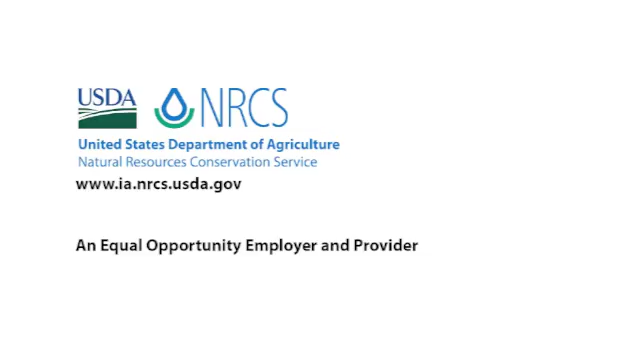 USDA NRCS
United States Department of Agriculture
Natural Resources Conservation Service
www.ia.nrcs.usda.gov
An Equal Opportunity Employer and Provider